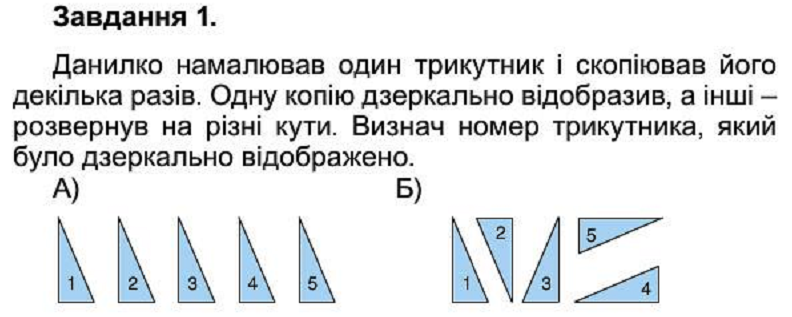 Завдання 1.
Данилко намалював один трикутник і скопіював його
декілька разів. Одну копію дзеркально відобразив, а інші –
розвернув на різні кути. Визнач номер трикутника, який
було дзеркально відображено.
А) Б)
1 2 3 4 5 1 2 3 5 4